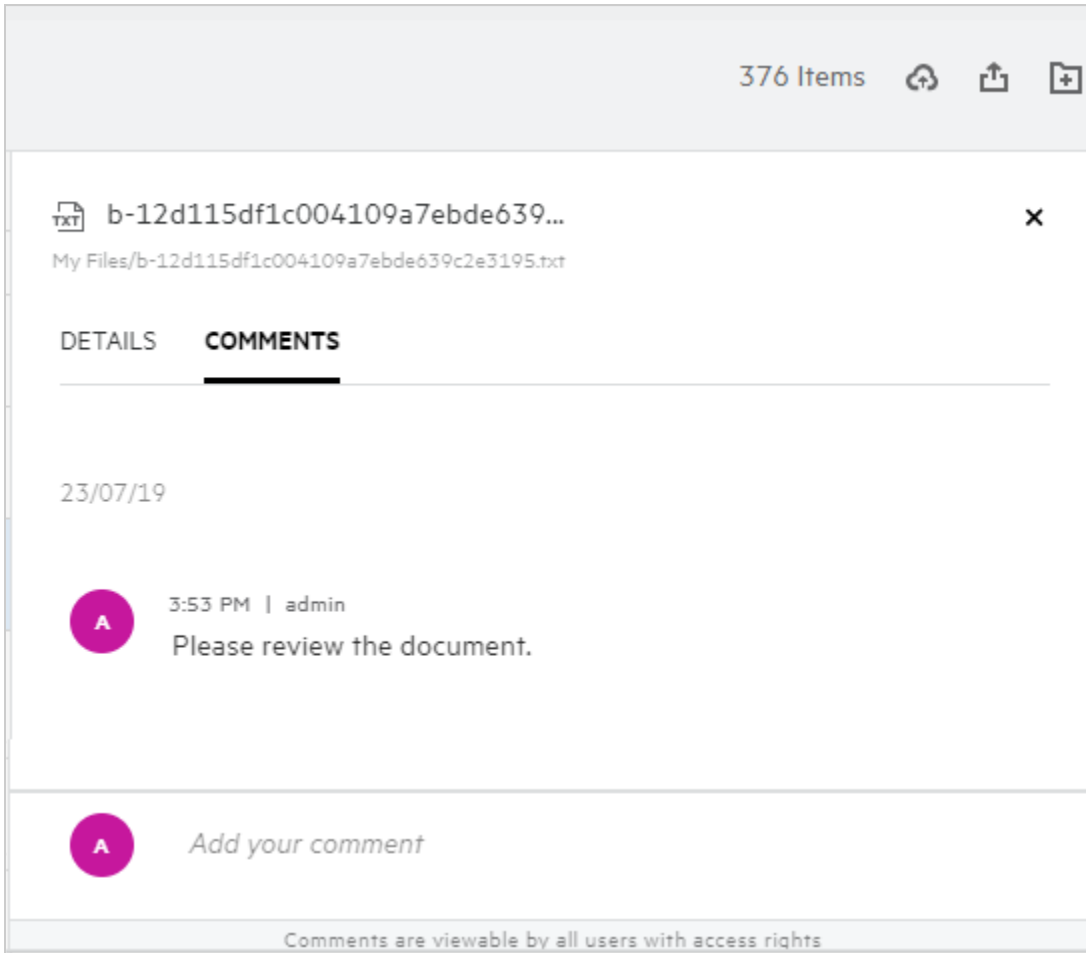 376 Items
TXT b-12d115df1c004109a7ebde639...
My Files/b-12d115df1c004109a7ebde639c2e3195.txt
DETAILS COMMENTS
23/07/19
3:53 PM | admin
A
Please review the document.
A Add your comment
Comments are viewable by all users with access rights